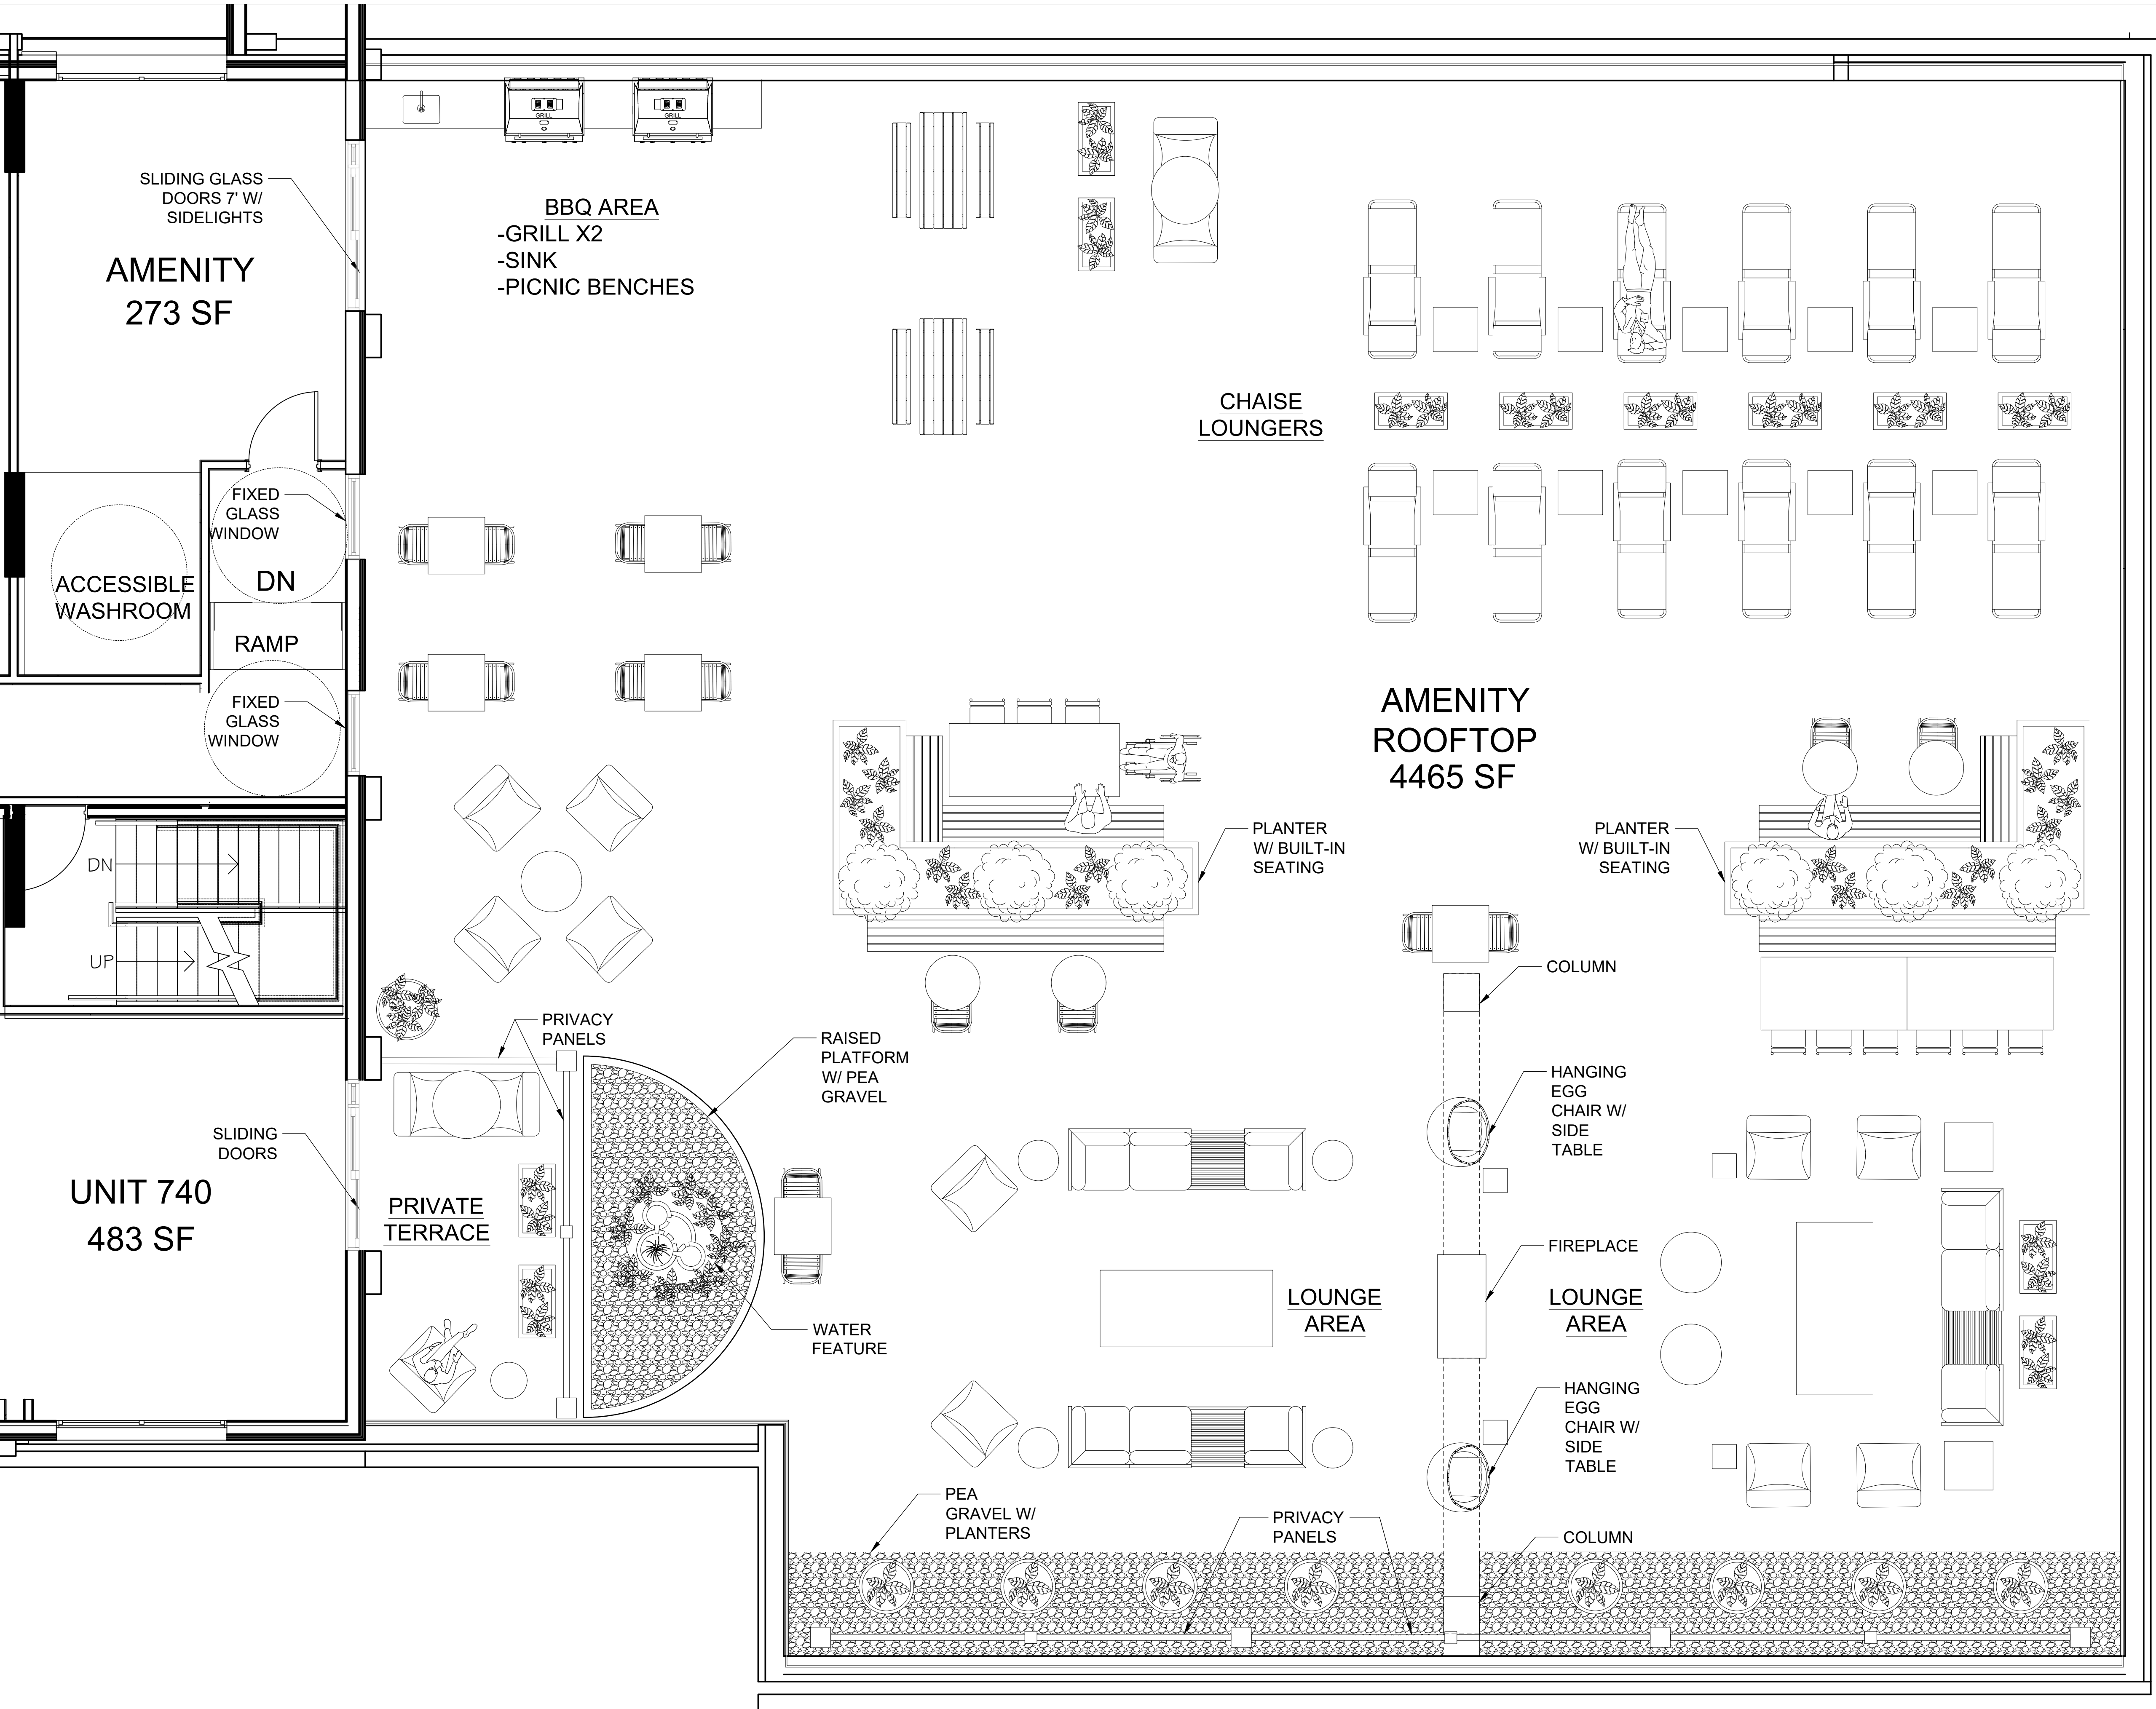 GRILL
GRILL
SLIDING GLASS
DOORS 7' W/
SIDELIGHTS
AMENITY
273 SF
BBQ AREA
-GRILL X2
-SINK
-PICNIC BENCHES
CHAISE
LOUNGERS
FIXED
GLASS
WINDOW
ACCESSIBLE
WASHROOM
DN
RAMP
FIXED
GLASS
WINDOW
AMENITY
ROOFTOP
4465 SF
PLANTER
W/ BUILT-IN
SEATING
PLANTER
W/ BUILT-IN
SEATING
DN
UP
COLUMN
PRIVACY
PANELS
RAISED
PLATFORM
W/ PEA
GRAVEL
HANGING
EGG
CHAIR W/
SIDE
TABLE
SLIDING
DOORS
UNIT 740
483 SF
PRIVATE
TERRACE
WATER
FEATURE
LOUNGE
AREA
FIREPLACE
LOUNGE
AREA
HANGING
EGG
CHAIR W/
SIDE
TABLE
PEA
GRAVEL W/
PLANTERS
PRIVACY
PANELS
COLUMN